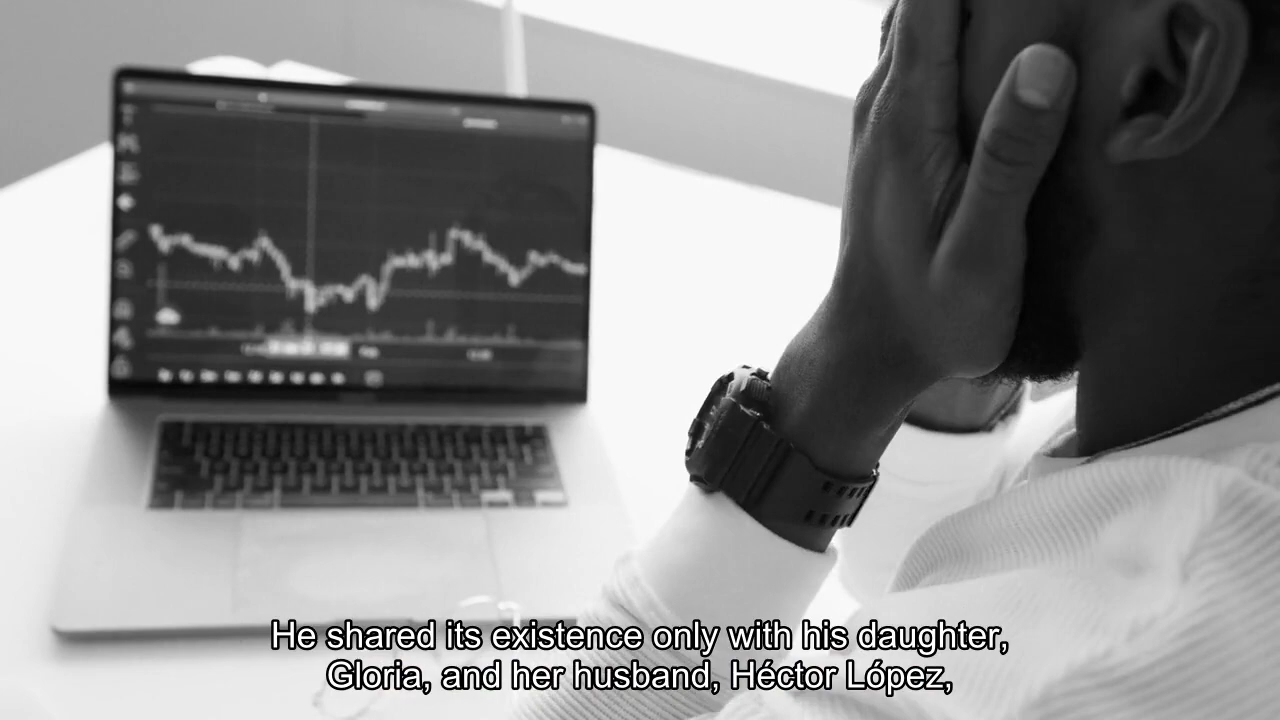 He shared its existence only with his daughter,
Gloria, and her husband, Héctor López,